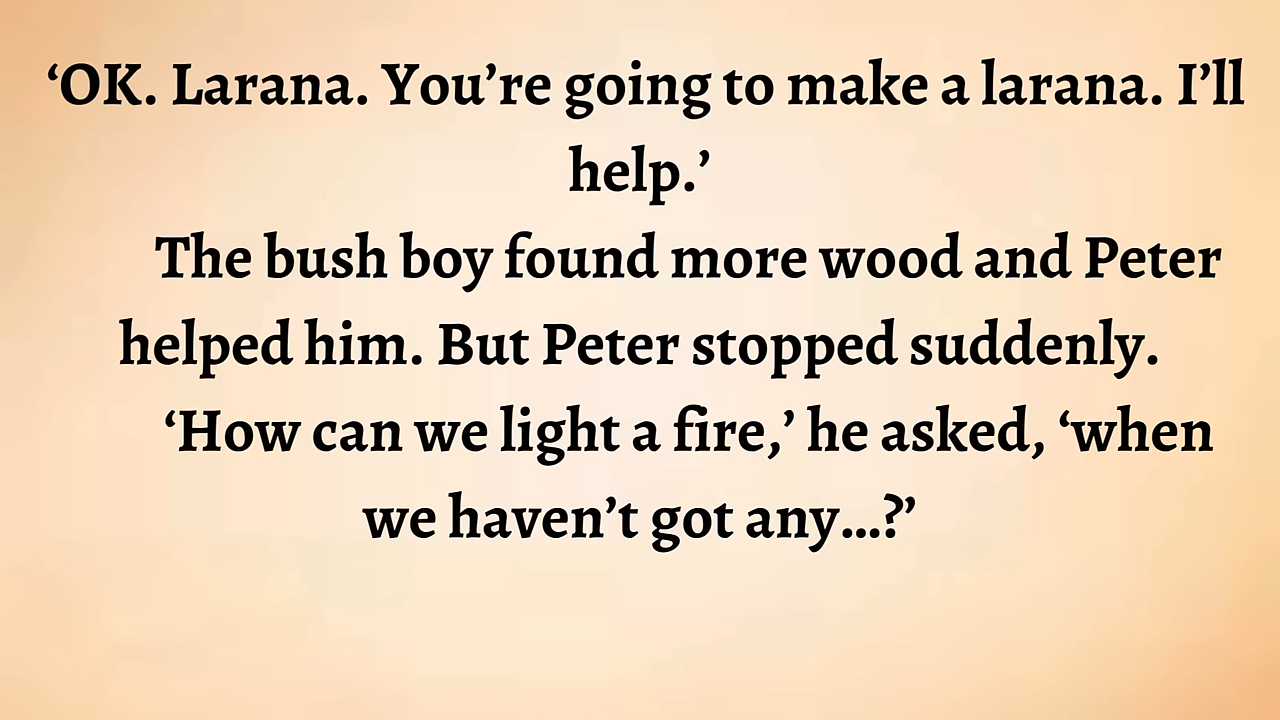 ‘OK. Larana. You’re going to make a larana. I’ll
help.’
The bush boy found more wood and Peter
helped him. But Peter stopped suddenly.
‘How can we light a fire,’ he asked, ‘when
we haven’t got any...?’